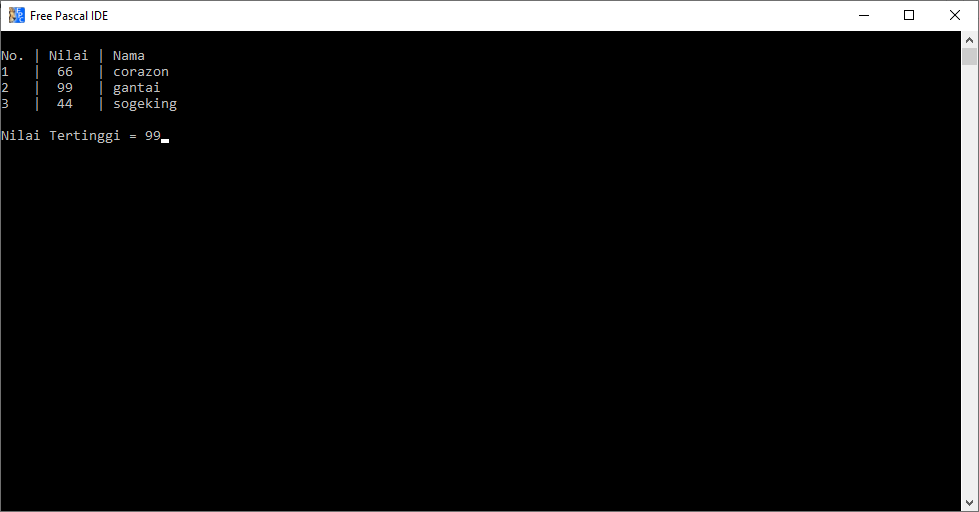 Free Pascal IDE
No. | Nilai | Nama
1   |  66   | corazon
2   |  99   | gantai
3   |  44   | sogeking
Nilai Tertinggi = 99